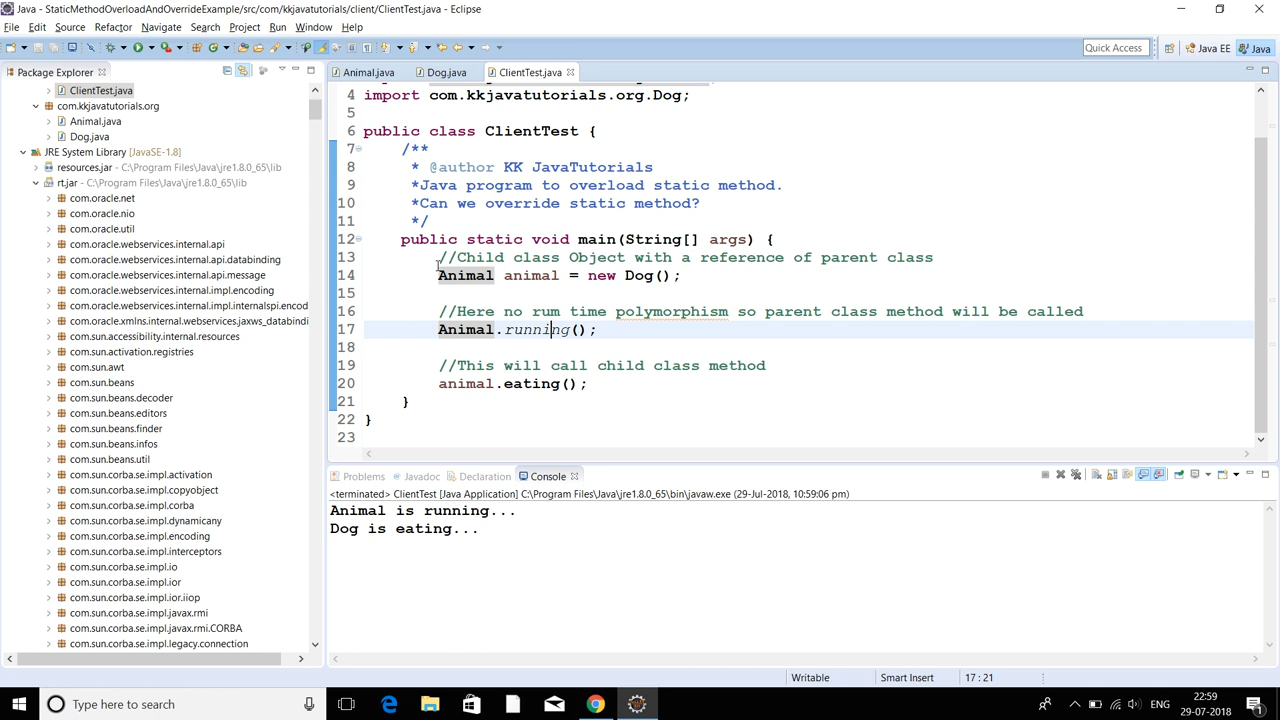 Java - StaticMethodOverloadAndOverrideExample/src/com/kkjavatutorials/client/ClientTest.java - Eclipse
File Edit Source Refactor Navigate Search Project Run Window Help
Quick Access
Java EE
Java
Package Explorer
Animal.java
Dog.java
ClientTest.java
ClientTest.java
com.kkjavatutorials.org
Animal.java
Dog.java
JRE System Library [JavaSE-1.8]
resources.jar - C:\Program Files\Java\jre1.8.0_65\lib
rt.jar - C:\Program Files\Java\jre1.8.0_65\lib
com.oracle.net
com.oracle.nio
com.oracle.util
com.oracle.webservices.internal.api
com.oracle.webservices.internal.api.databinding
com.oracle.webservices.internal.api.message
com.oracle.webservices.internal.impl.encoding
com.oracle.webservices.internal.impl.internalspi.encod
com.oracle.xmlns.internal.webservices.jaxws_databindi
com.sun.accessibility.internal.resources
com.sun.activation.registries
com.sun.awt
com.sun.beans
com.sun.beans.decoder
com.sun.beans.editors
com.sun.beans.finder
com.sun.beans.infos
com.sun.beans.util
com.sun.corba.se.impl.activation
com.sun.corba.se.impl.copyobject
com.sun.corba.se.impl.corba
com.sun.corba.se.impl.dynamicany
com.sun.corba.se.impl.encoding
com.sun.corba.se.impl.interceptors
com.sun.corba.se.impl.io
com.sun.corba.se.impl.ior
com.sun.corba.se.impl.ior.iiop
com.sun.corba.se.impl.javax.rmi
com.sun.corba.se.impl.javax.rmi.CORBA
com.sun.corba.se.impl.legacy.connection
4 import com.kkjavatutorials.org.Dog;
5
6 public class ClientTest {
7 /**
8 * @author KK JavaTutorials
9 *Java program to overload static method.
10 *Can we override static method?
11 */
12 public static void main(String[] args) {
13 //Child class Object with a reference of parent class
14 Animal animal = new Dog();
15
16 //Here no rum time polymorphism so parent class method will be called
17 Animal.running();
18
19 //This will call child class method
20 animal.eating();
21 }
22 }
23
Problems Javadoc Declaration Console
<terminated> ClientTest [Java Application] C:\Program Files\Java\jre1.8.0_65\bin\javaw.exe (29-Jul-2018, 10:59:06 pm)
Animal is running...
Dog is eating...
Writable Smart Insert 17 : 21
Type here to search
ENG
22:59
29-07-2018
1